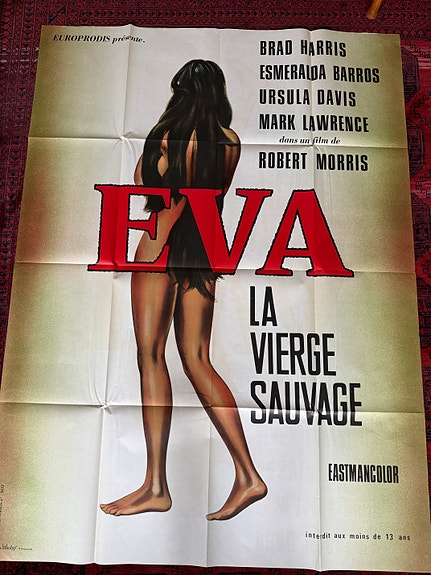 EUROPRODIS présente.
BRAD HARRIS
ESMERALDA BARROS
URSULA DAVIS
MARK LAWRENCE
dans un film de
ROBERT MORRIS
EVA
LA
VIERGE
SAUVAGE
EASTMANCOLOR
interdit aux moins de 13 ans